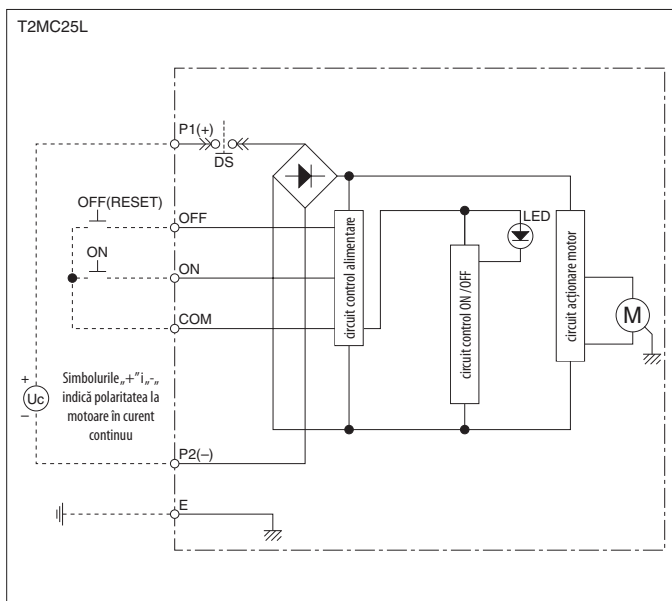 T2MC25L
P1(+)
DS
OFF(RESET)
OFF
ON
ON
COM
LED
circuit control alimentare
circuit control ON /OFF
circuit acționare motor
M
+
Uc
–
Simbolurile„+”i„-„
indică polaritatea la
motoare în curent
continuu
P2(–)
E